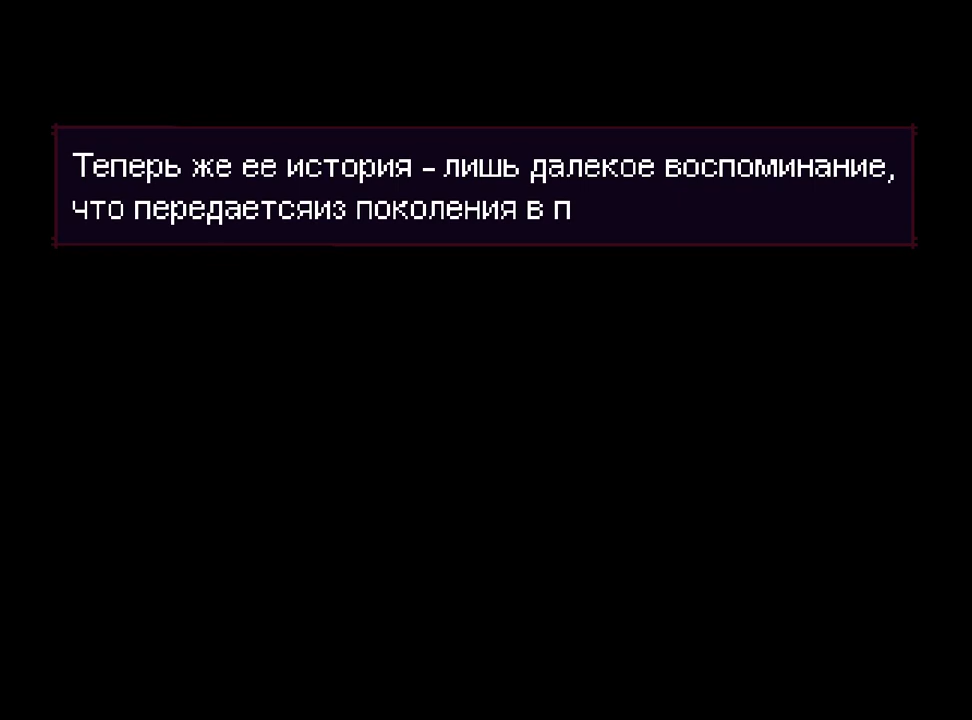 Теперь же ее история - лишь далекое воспоминание,
что передаетсяиз поколения в п